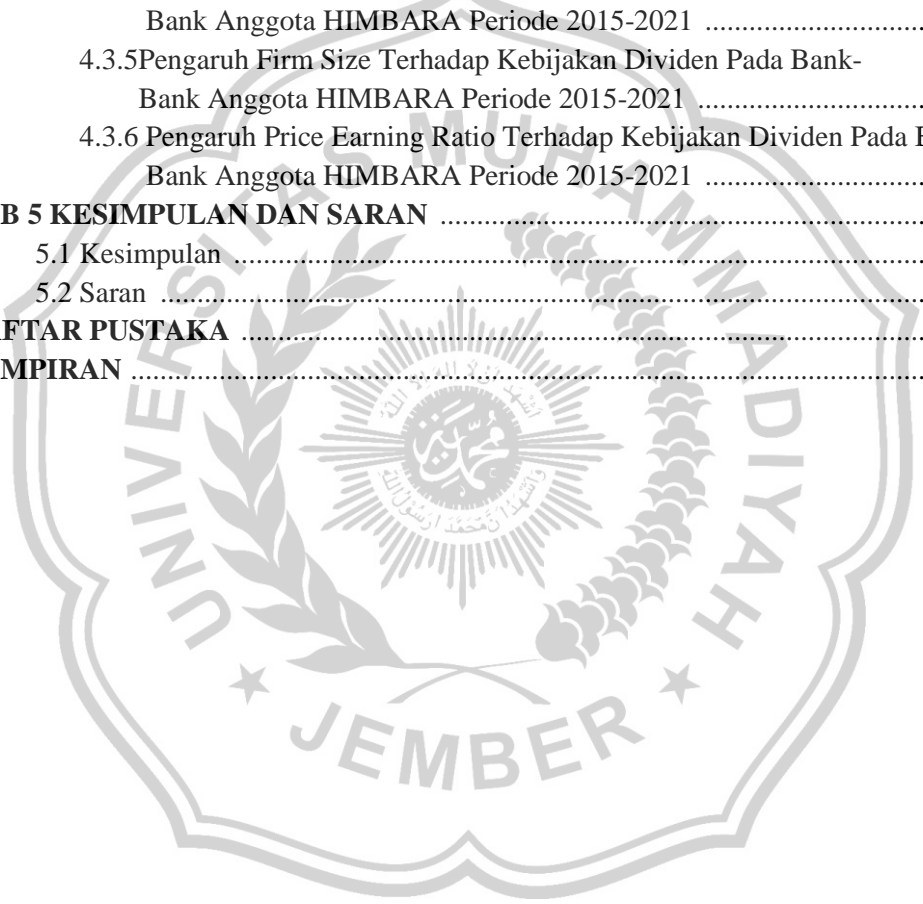 Bank Anggota HIMBARA Periode 2015-2021 ................................
4.3.5Pengaruh Firm Size Terhadap Kebijakan Dividen Pada Bank-
Bank Anggota HIMBARA Periode 2015-2021 ................................
4.3.6 Pengaruh Price Earning Ratio Terhadap Kebijakan Dividen Pada
Bank Anggota HIMBARA Periode 2015-2021 ................................
B 5 KESIMPULAN DAN SARAN ................................
5.1 Kesimpulan ................................
5.2 Saran ................................
FTAR PUSTAKA ................................
MPIRAN ................................
UNIVERSITAS MUHAMMADIYAH
JEMBER